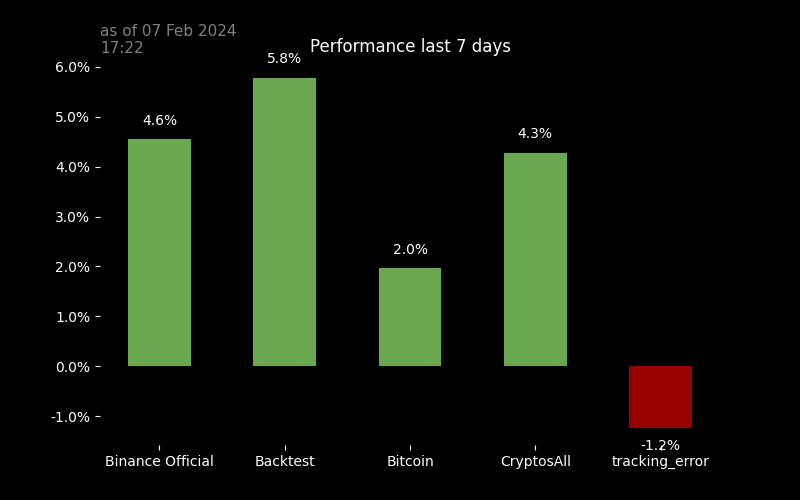 as of 07 Feb 2024
17:22
Performance last 7 days
6.0%
5.0%
4.0%
3.0%
2.0%
1.0%
0.0%
-1.0%
4.6%
5.8%
2.0%
4.3%
-1.2%
Binance Official
Backtest
Bitcoin
CryptosAll
tracking_error